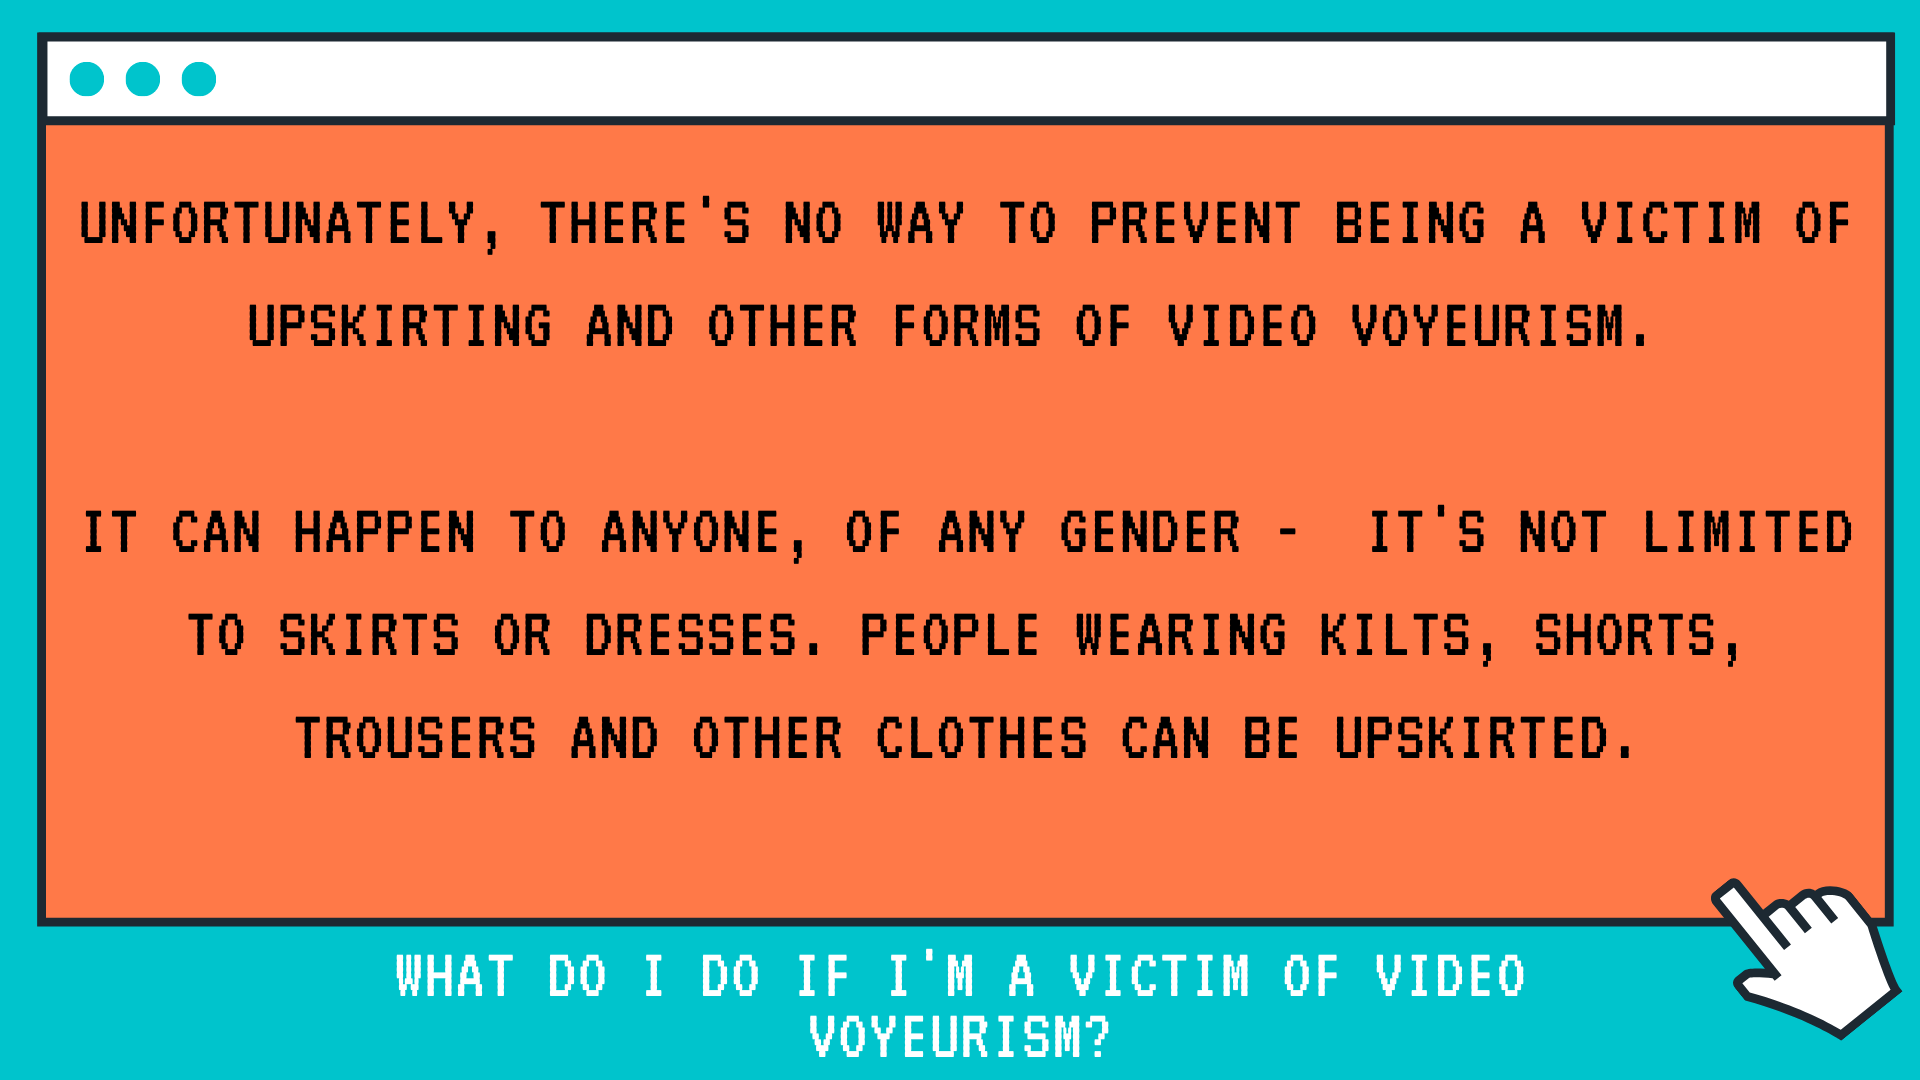 UNFORTUNATELY, THERE'S NO WAY TO PREVENT BEING A VICTIM OF
UPSKIRTING AND OTHER FORMS OF VIDEO VOYEURISM.
IT CAN HAPPEN TO ANYONE, OF ANY GENDER -  IT'S NOT LIMITED
TO SKIRTS OR DRESSES. PEOPLE WEARING KILTS, SHORTS,
TROUSERS AND OTHER CLOTHES CAN BE UPSKIRTED.
WHAT DO I DO IF I'M A VICTIM OF VIDEO
VOYEURISM?